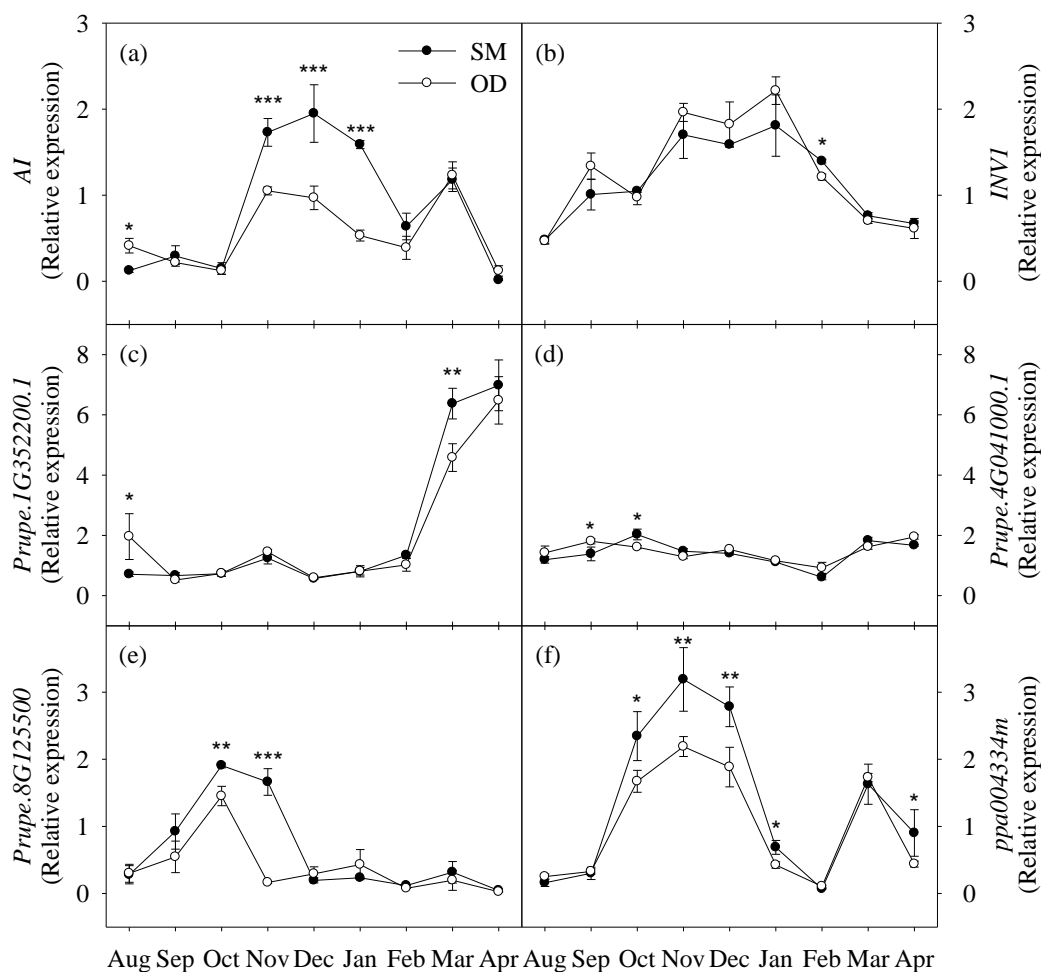 3 (a) SM *** 3 (b)
OD
*** ***
2 2 *
AI
(Relative expression)
INV1
(Relative expression)
1 1
*
0 0
8 (c) 8 (d)
**
6 6
Prupe.1G352200.1
(Relative expression)
Prupe.4G041000.1
(Relative expression)
4 4
* * *
2 2
0 0
(e) (f) **
** *
3 3
Prupe.8G125500
(Relative expression)
ppa004334m
(Relative expression)
** ***
2 2
* *
1 1
0 0
Aug Sep Oct Nov Dec Jan Feb Mar Apr Aug Sep Oct Nov Dec Jan Feb Mar Apr